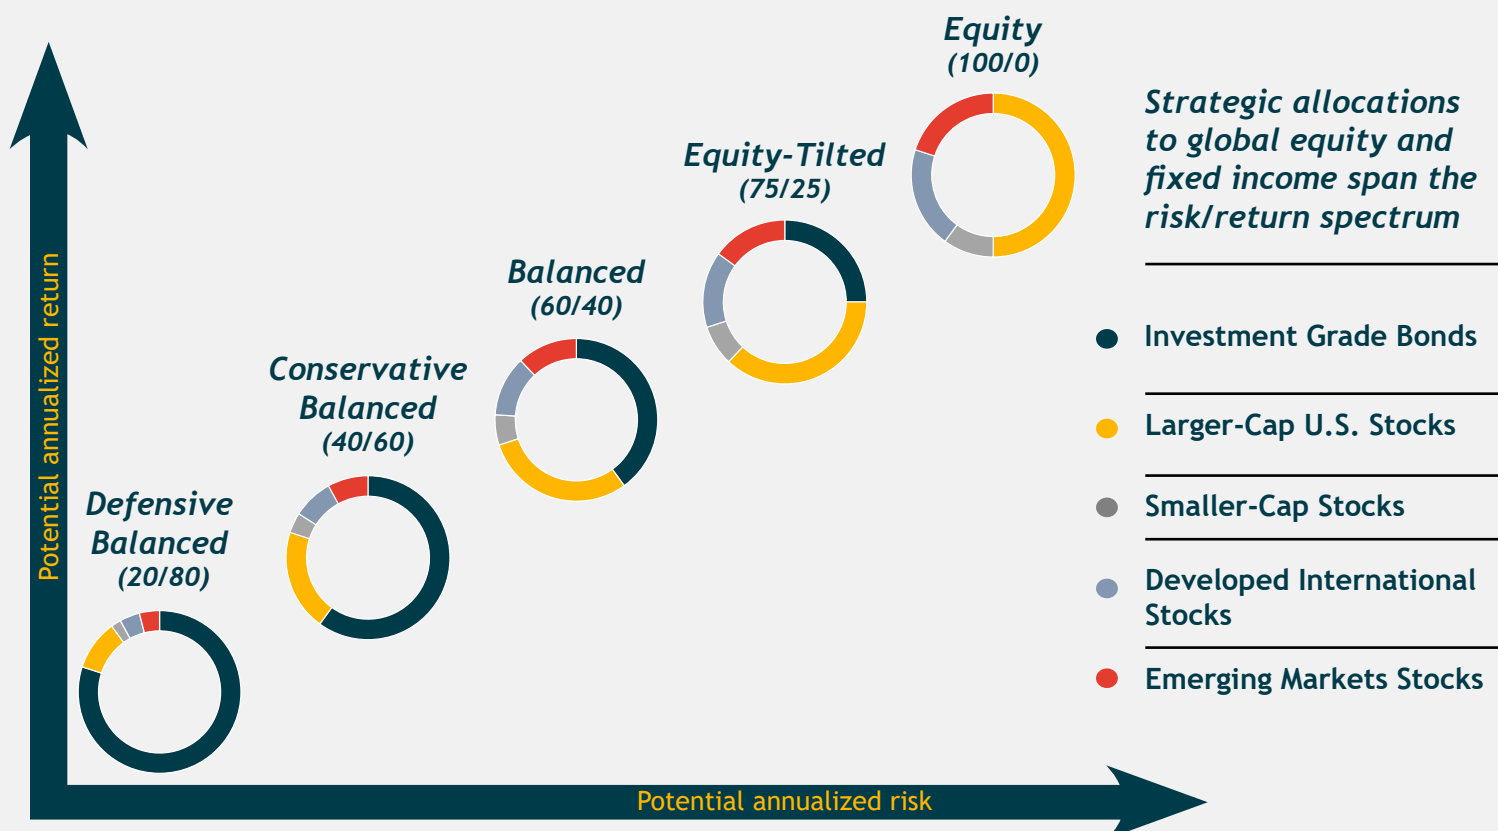 Equity
(100/0)
Equity-Tilted
(75/25)
Balanced
(60/40)
Conservative
Balanced
(40/60)
Defensive
Balanced
(20/80)
Potential annualized return
Potential annualized risk
Strategic allocations
to global equity and
fixed income span the
risk/return spectrum
Investment Grade Bonds
Larger-Cap U.S. Stocks
Smaller-Cap Stocks
Developed International
Stocks
Emerging Markets Stocks